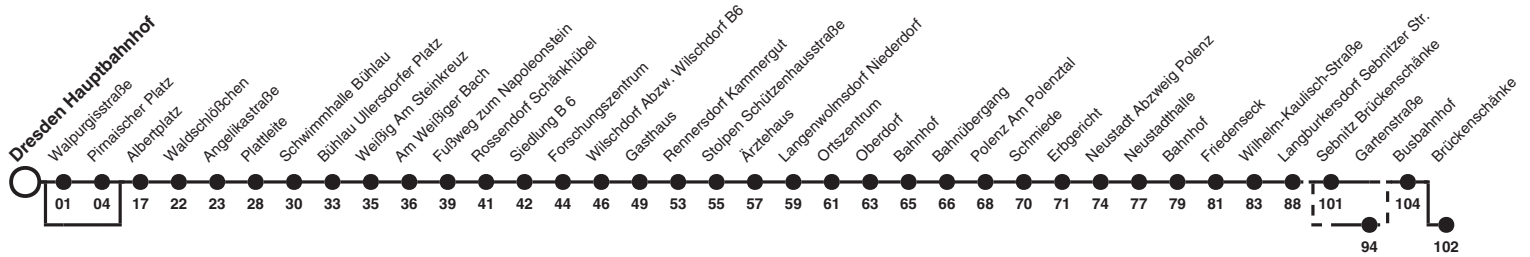 Dresden Hauptbahnhof
Walpurgisstraße
Pirnaischer Platz
Albertplatz
Waldschlößchen
Angelikastraße
Plattleite
Schwimmhalle Bühlau
Bühlau Ullersdorfer Platz
Weißig Am Steinkreuz
Am Weißiger Bach
Fußweg zum Napoleonstein
Rossendorf Schänkhübel
Siedlung B 6
Forschungszentrum
Wilschdorf Abzw. Wilschdorf B6
Gasthaus
Rennersdorf Kammergut
Stolpen Schützenhausstraße
Ärztehaus
Langenwolmsdorf Niederdorf
Ortszentrum
Oberdorf
Bahnhof
Bahnübergang
Polenz Am Polenztal
Schmiede
Erbgericht
Neustadt Abzweig Polenz
Neustadthalle
Bahnhof
Friedenseck
Wilhelm-Kaulisch-Straße
Langburkersdorf Sebnitzer Str.
Sebnitz Brückenschänke
Gartenstraße
Busbahnhof
Brückenschänke
01 04 17 22 23 28 30 33 35 36 39 41 42 44 46 49 53 55 57 59 61 63 65 66 68 70 71 74 77 79 81 83 88 101 104
94 102